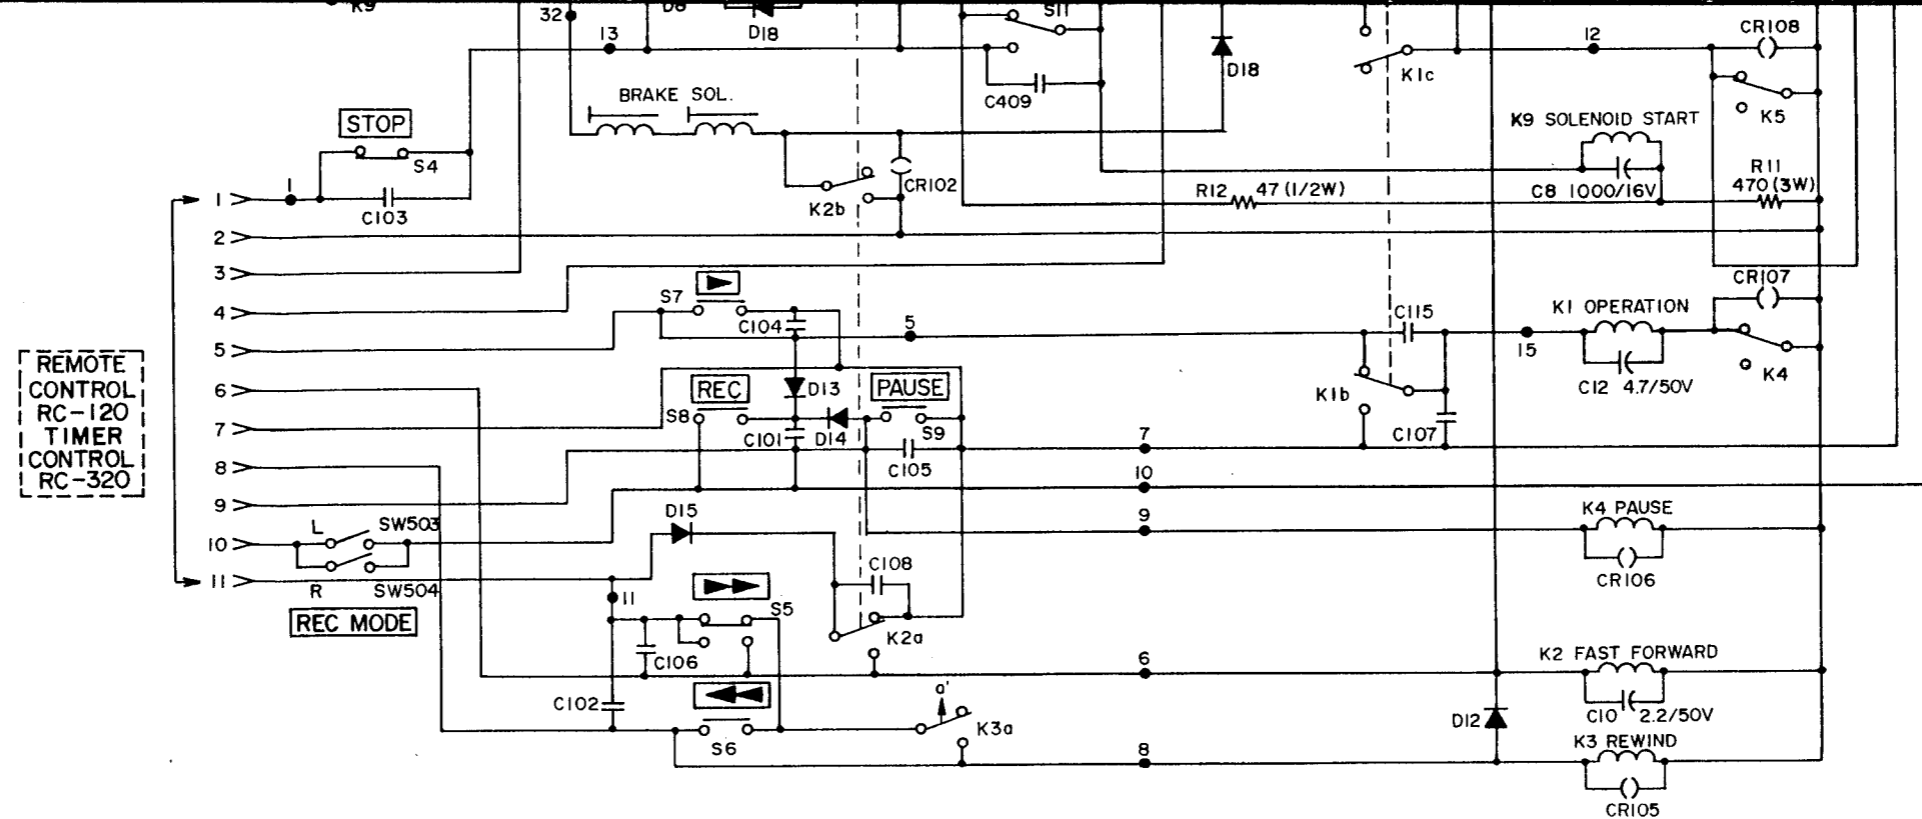 K9
32
D8
D18
S11
13
D18
K1c
12
CR108
C409
BRAKE SOL.
K5
STOP
S4
K9 SOLENOID START
R11
470 (3W)
1
1
C103
K2b
CR102
R12 47 (1/2W)
C8 1000/16V
2
3
4
S7
C104
5
C115
15
K1 OPERATION
CR107
5
C12 4.7/50V
K4
REMOTE
CONTROL
RC-120
TIMER
CONTROL
RC-320
6
REC
D13
PAUSE
K1b
7
S8
C101
D14
S9
C105
7
C107
8
10
9
D15
9
K4 PAUSE
CR106
10
L
SW503
C108
11
R
SW504
REC MODE
11
S5
K2a
C106
6
K2 FAST FORWARD
C10 2.2/50V
C102
S6
a'
K3a
D12
8
K3 REWIND
CR105